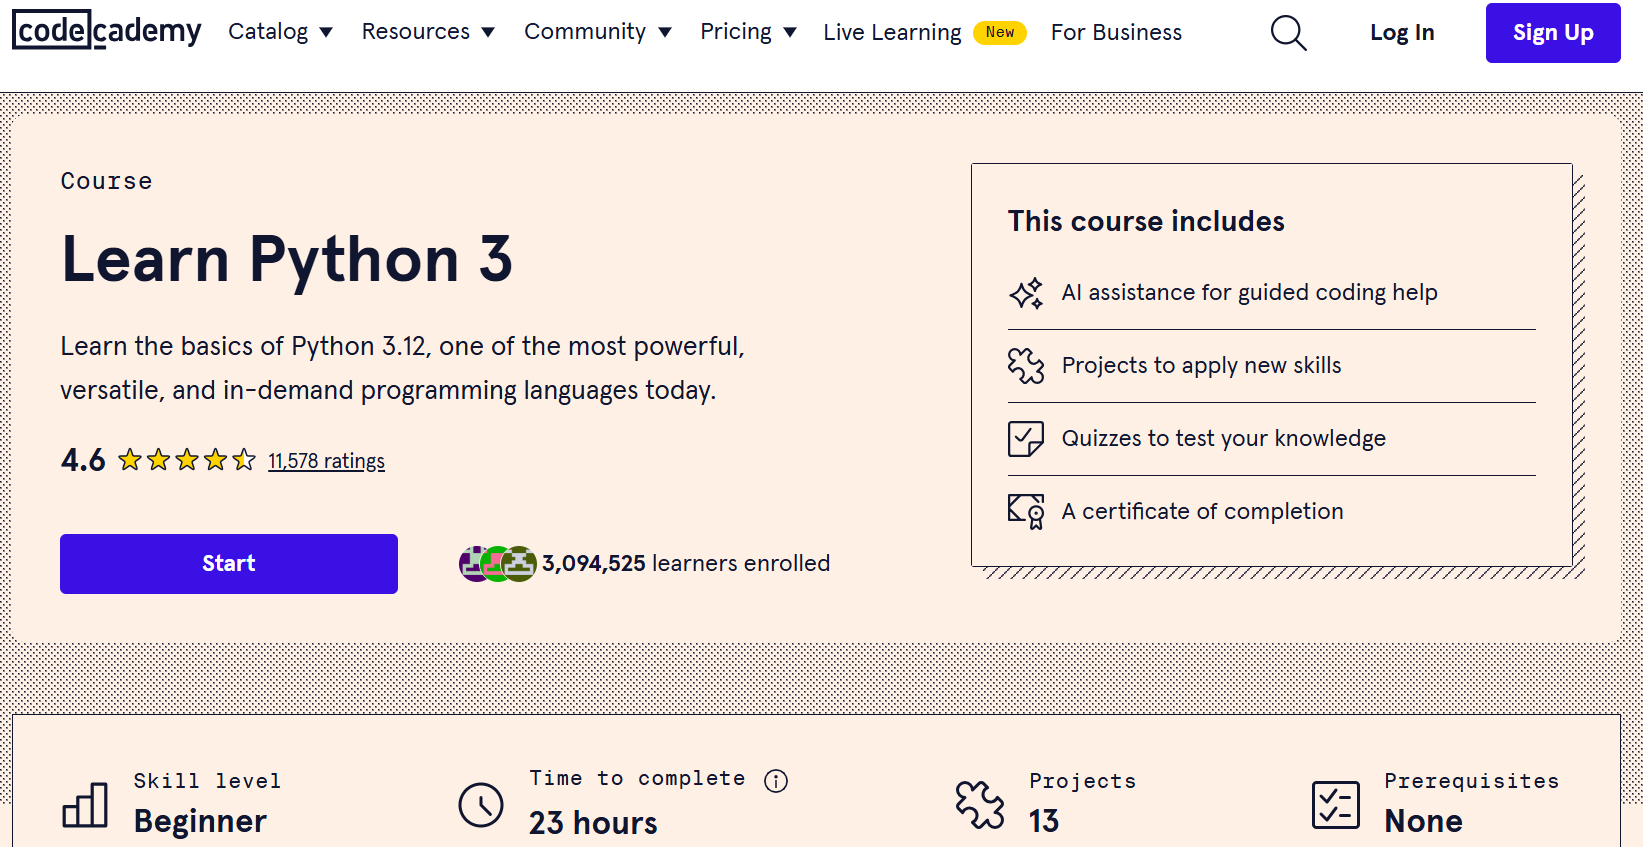 codecademy
Catalog
Resources
Community
Pricing
Live Learning New
For Business
Log In
Sign Up
Course
Learn Python 3
Learn the basics of Python 3.12, one of the most powerful,
versatile, and in-demand programming languages today.
4.6 11,578 ratings
Start
3,094,525 learners enrolled
This course includes
AI assistance for guided coding help
Projects to apply new skills
Quizzes to test your knowledge
A certificate of completion
Skill level
Beginner
Time to complete
23 hours
Projects
13
Prerequisites
None